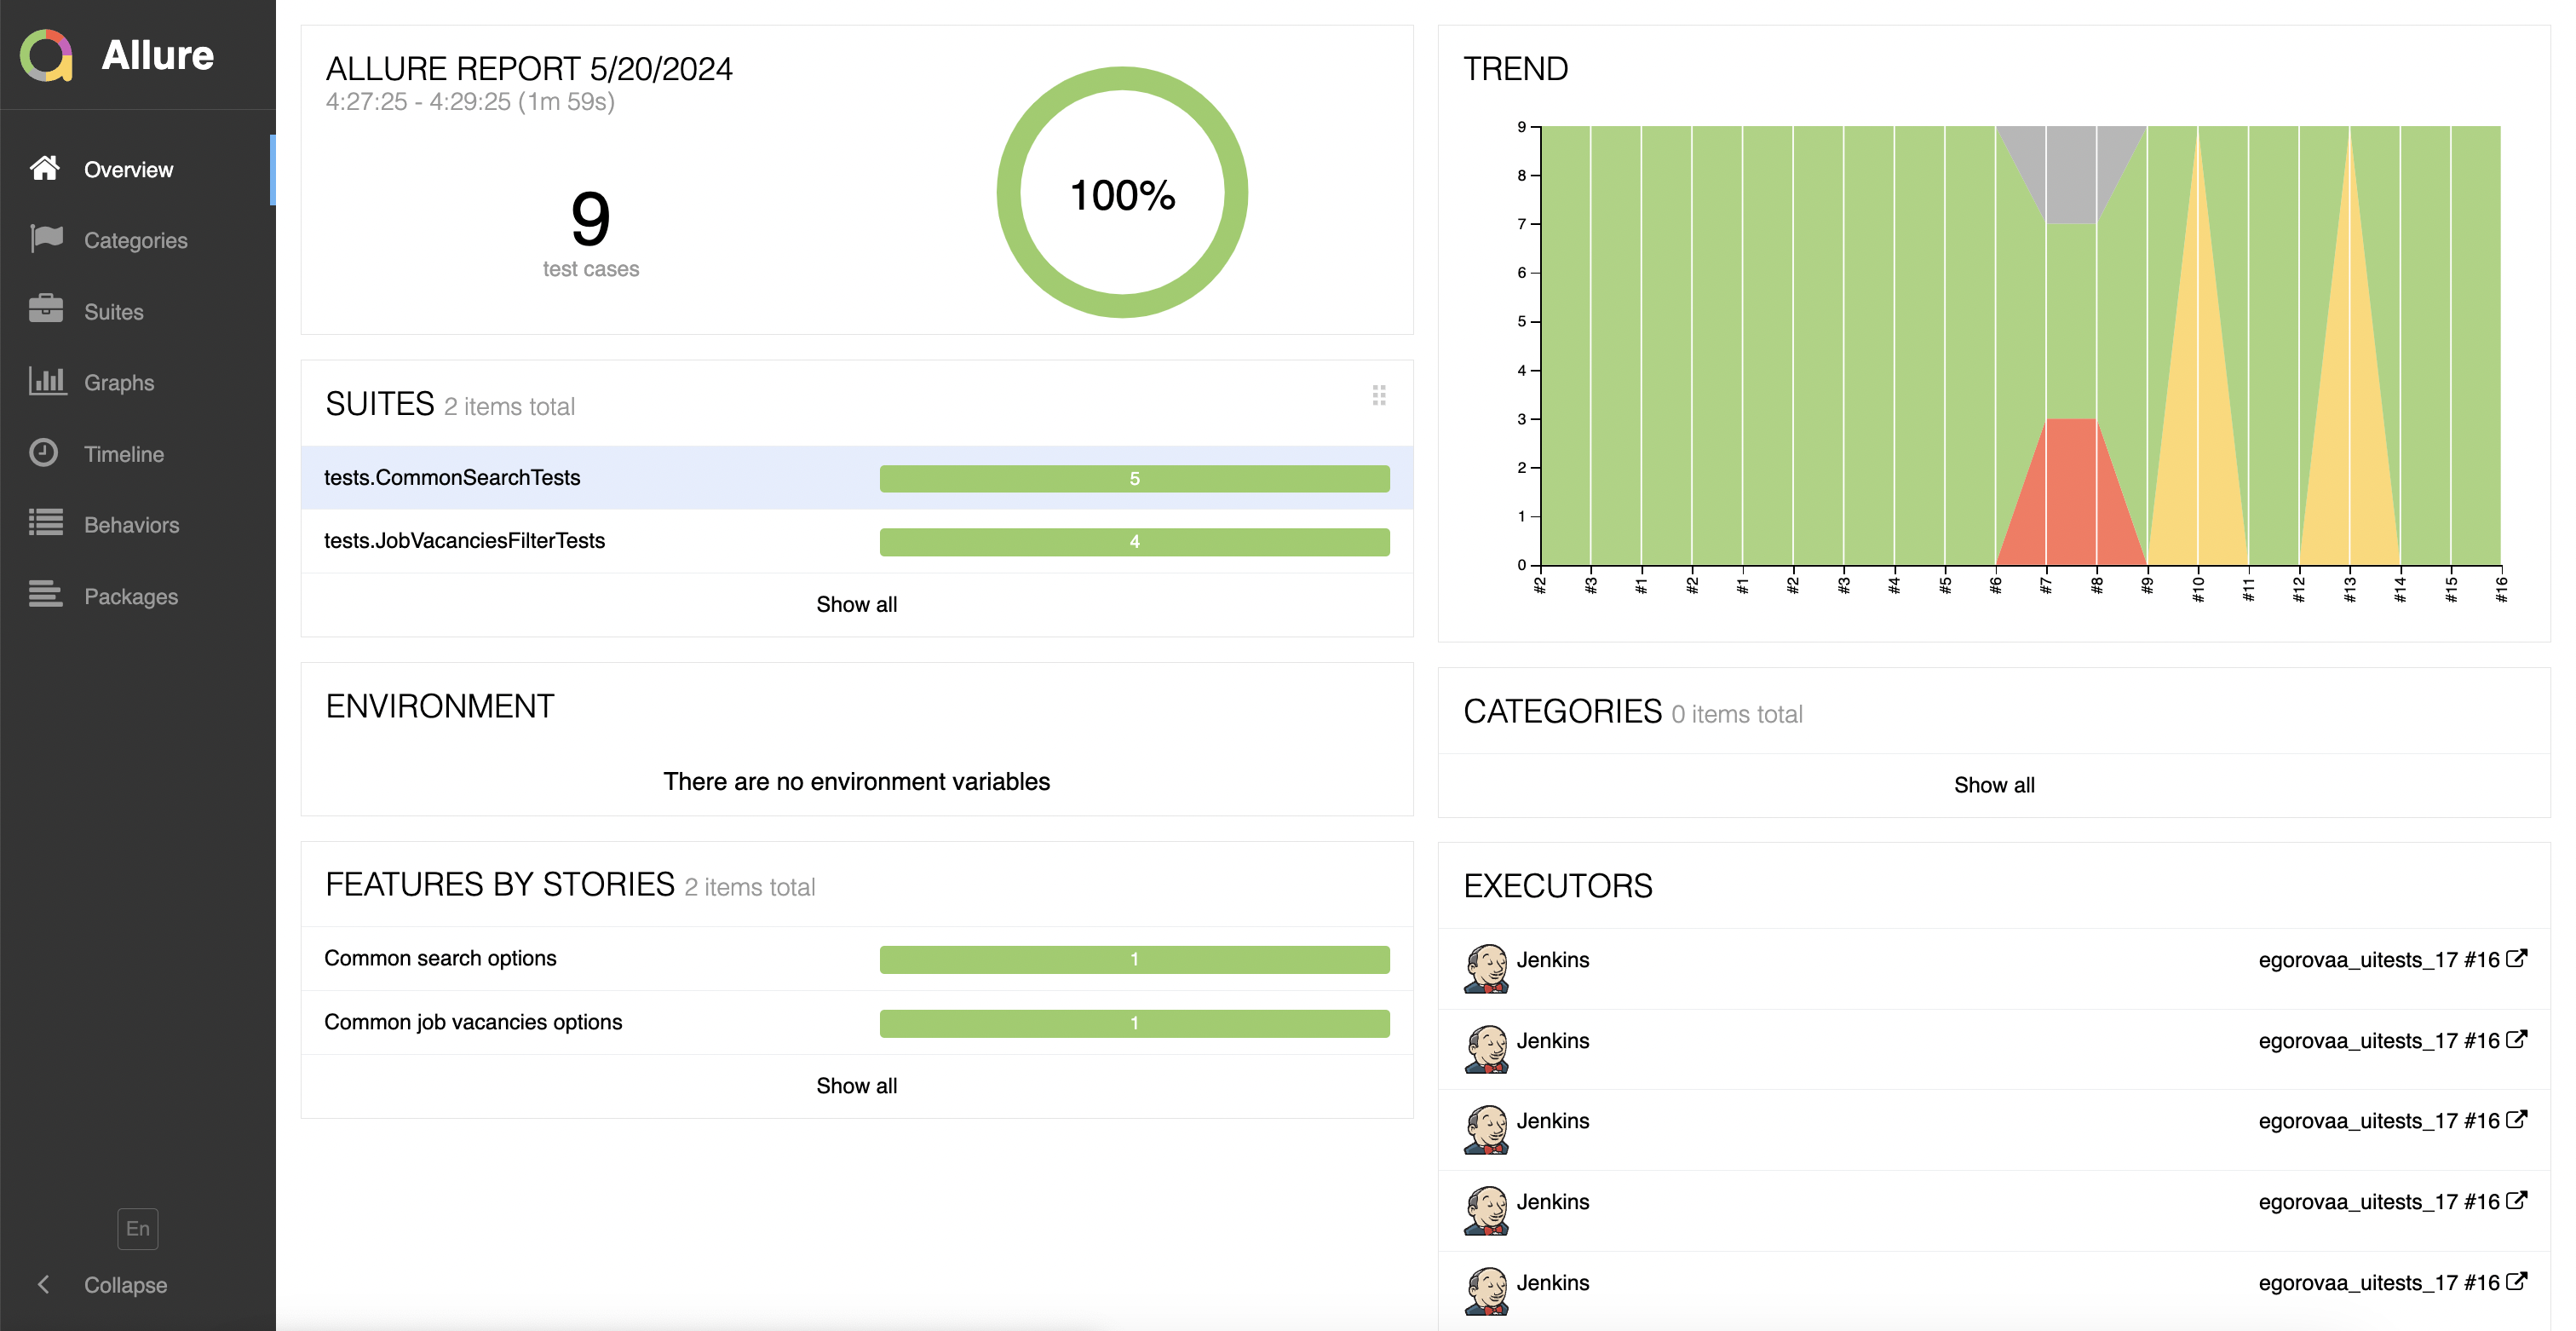 Allure
Overview
Categories
Suites
Graphs
Timeline
Behaviors
Packages
En
Collapse
ALLURE REPORT 5/20/2024
4:27:25 - 4:29:25 (1m 59s)
9
test cases
100%
SUITES 2 items total
tests.CommonSearchTests 5
tests.JobVacanciesFilterTests 4
Show all
ENVIRONMENT
There are no environment variables
FEATURES BY STORIES 2 items total
Common search options 1
Common job vacancies options 1
Show all
TREND
9
8
7
6
5
4
3
2
1
0
#2 #3 #1 #2 #1 #2 #3 #4 #5 #6 #7 #8 #9 #10 #11 #12 #13 #14 #15 #16
CATEGORIES 0 items total
Show all
EXECUTORS
Jenkins egorovaa_uitests_17 #16
Jenkins egorovaa_uitests_17 #16
Jenkins egorovaa_uitests_17 #16
Jenkins egorovaa_uitests_17 #16
Jenkins egorovaa_uitests_17 #16